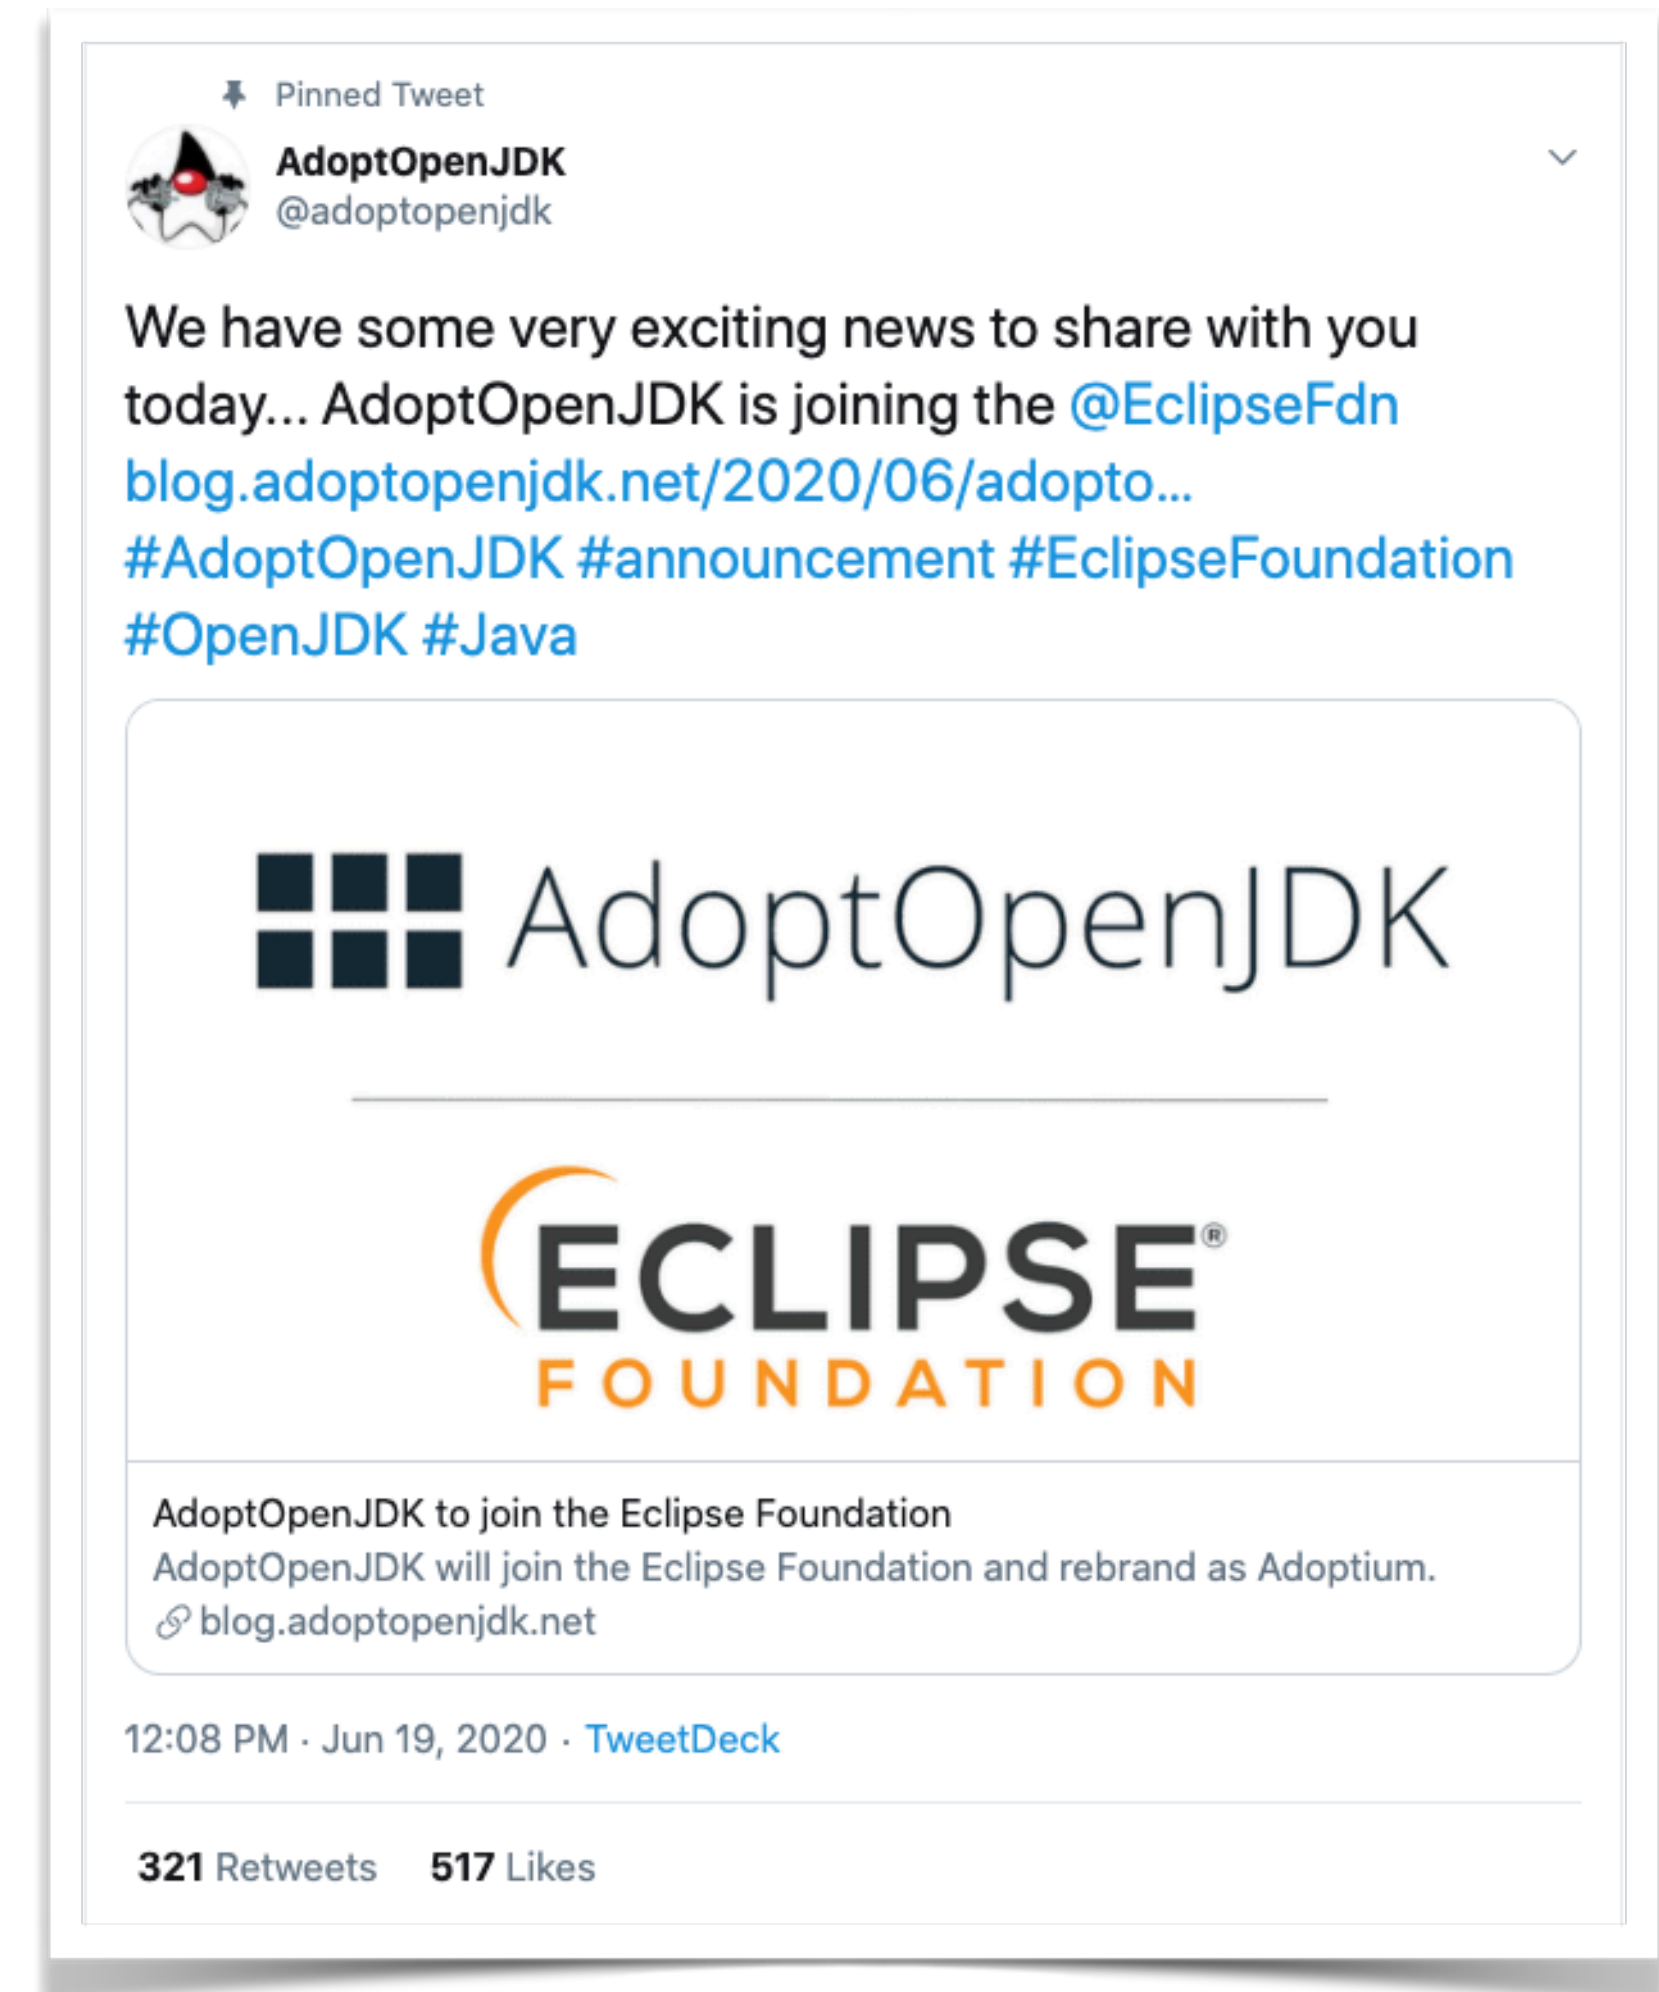 Pinned Tweet
AdoptOpenJDK
@adoptopenjdk
We have some very exciting news to share with you
today... AdoptOpenJDK is joining the @EclipseFdn
blog.adoptopenjdk.net/2020/06/adopto...
#AdoptOpenJDK #announcement #EclipseFoundation
#OpenJDK #Java
AdoptOpenJDK
ECLIPSE®
FOUNDATION
AdoptOpenJDK to join the Eclipse Foundation
AdoptOpenJDK will join the Eclipse Foundation and rebrand as Adoptium.
blog.adoptopenjdk.net
12:08 PM · Jun 19, 2020 · TweetDeck
321 Retweets 517 Likes